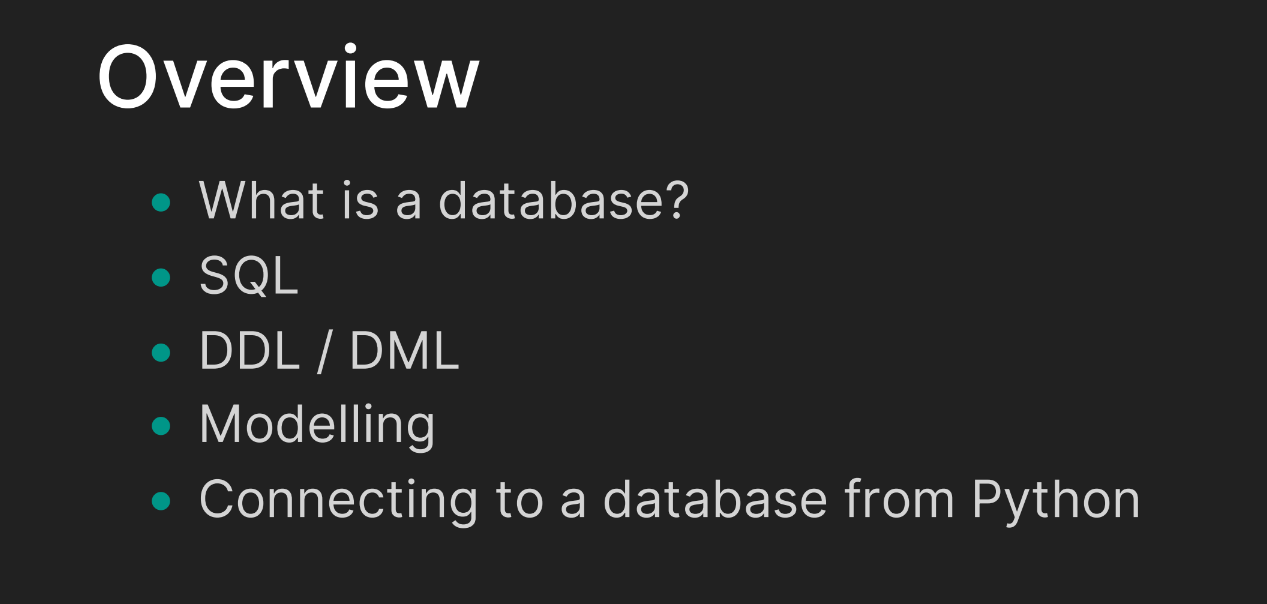 Overview
What is a database?
SQL
DDL / DML
Modelling
Connecting to a database from Python